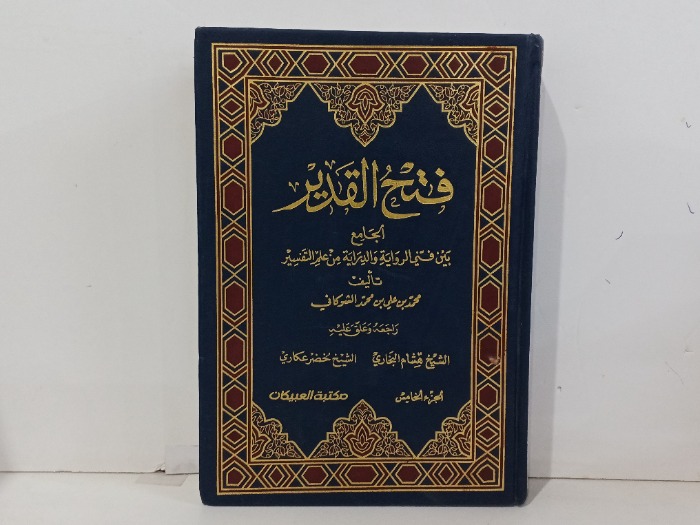 فتح القدير
الجامع
بين فني الرواية والدراية من علم التفسير
تأليف
محمد بن علي بن محمد الشوكاني
راجعه وعلق عليه
الشيخ هشام البخاري الشيخ خضر عكاري
الجزء الخامس مكتبة العبيكان